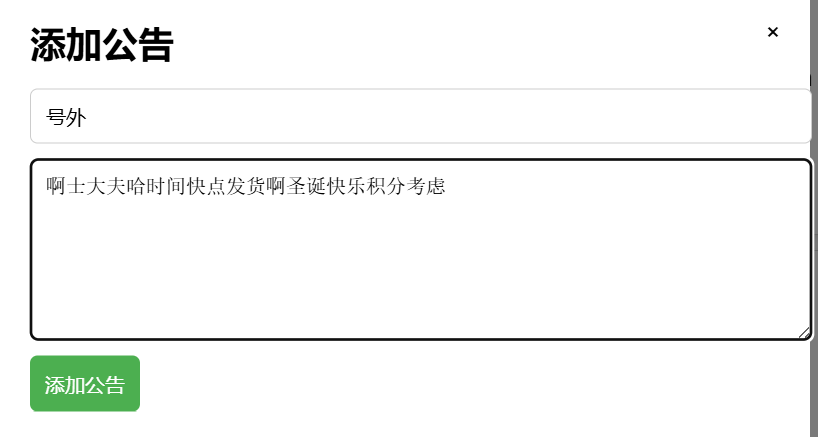 添加公告
×
号外
啊士大夫哈时间快点发货啊圣诞快乐积分考虑
添加公告